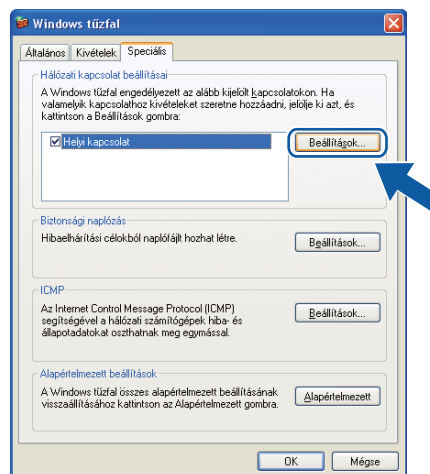 Windows tűzfal
Általános Kivételek Speciális
Hálózati kapcsolat beállításai
A Windows tűzfal engedélyezett az alább kijelölt kapcsolatokon. Ha
valamelyik kapcsolathoz kivételeket szeretne hozzáadni, jelölje ki azt, és
kattintson a Beállítások gombra:
Helyi kapcsolat
Beállítások...
Biztonsági naplózás
Hibaelhárítási célokból naplófájlt hozhat létre.
Beállítások...
ICMP
Az Internet Control Message Protocol (ICMP)
segítségével a hálózati számítógépek hiba- és
állapotadatokat oszthatnak meg egymással.
Beállítások...
Alapértelmezett beállítások
A Windows tűzfal összes alapértelmezett beállításának
visszaállításához kattintson az Alapértelmezett gombra.
Alapértelmezett
OK Mégse